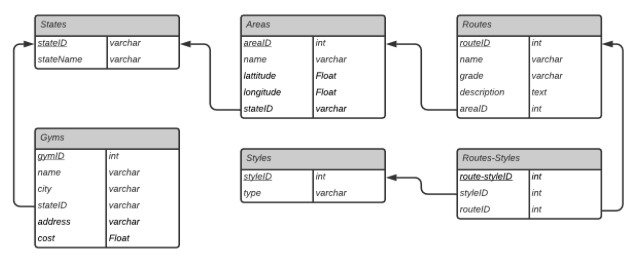 States
stateID varchar
stateName varchar
Areas
areaID int
name varchar
lattitude Float
longitude Float
stateID varchar
Routes
routeID int
name varchar
grade varchar
description text
areaID int
Gyms
gymID int
name varchar
city varchar
stateID varchar
address varchar
cost Float
Styles
styleID int
type varchar
Routes-Styles
route-styleID int
styleID int
routeID int